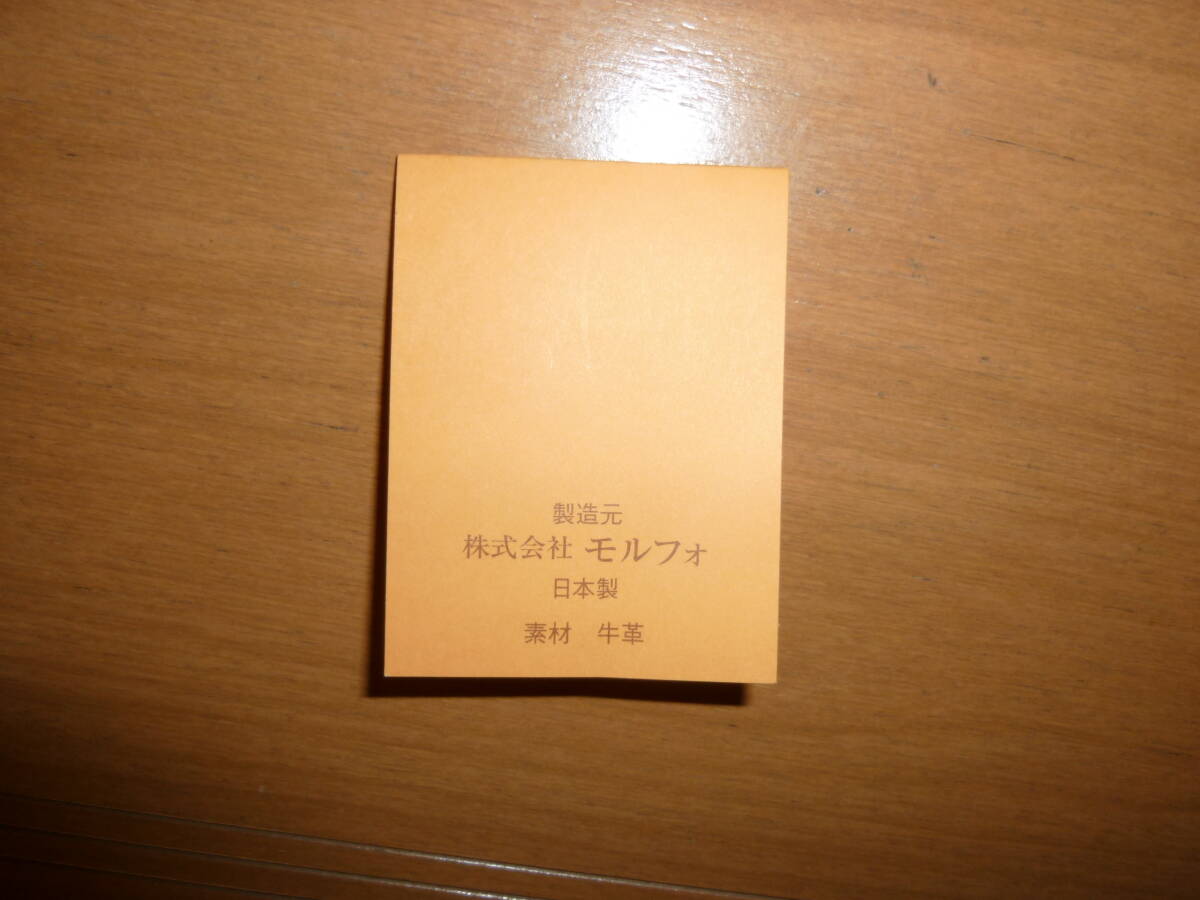 製造元
株式会社 モルフォ
日本製
素材　牛革